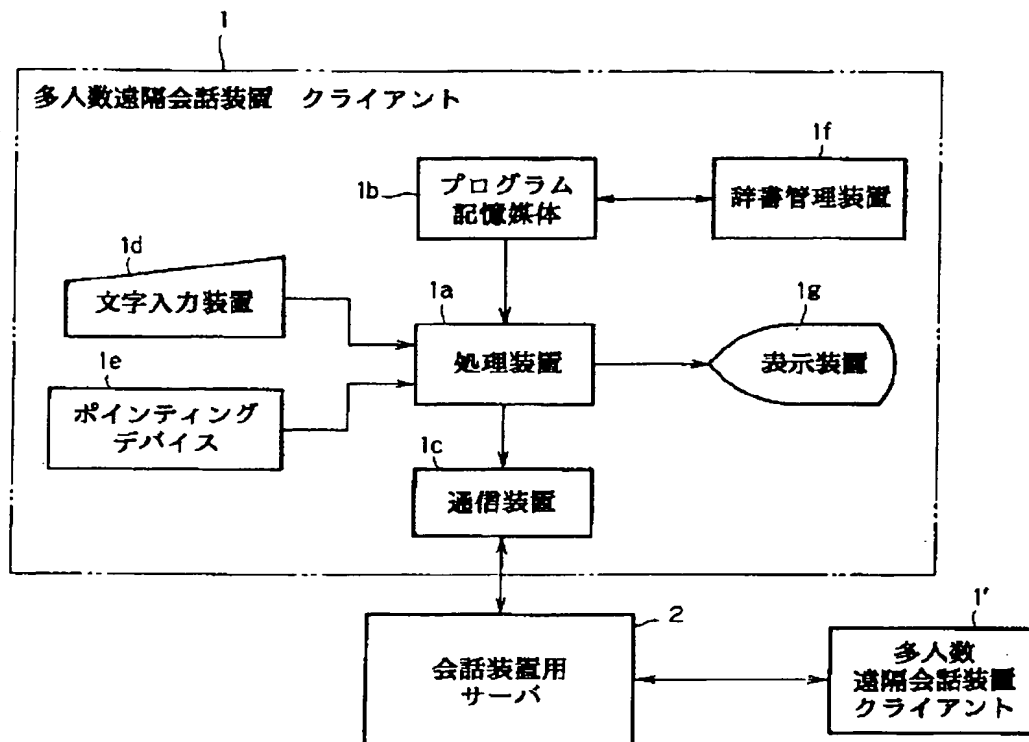 1
多人数遠隔会話装置 クライアント
1f
1b
プログラム
記憶媒体
辞書管理装置
1d
文字入力装置
1a
処理装置
1g
表示装置
1e
ポインティング
デバイス
1c
通信装置
2
会話装置用
サーバ
1′
多人数
遠隔会話装置
クライアント